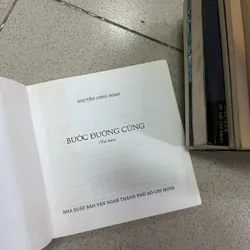 NGUYỄN CÔNG HOAN
BƯỚC ĐƯỜNG CÙNG
(Tái bản)
NHÀ XUẤT BẢN VĂN NGHỆ THÀNH PHỐ HỒ CHÍ MINH